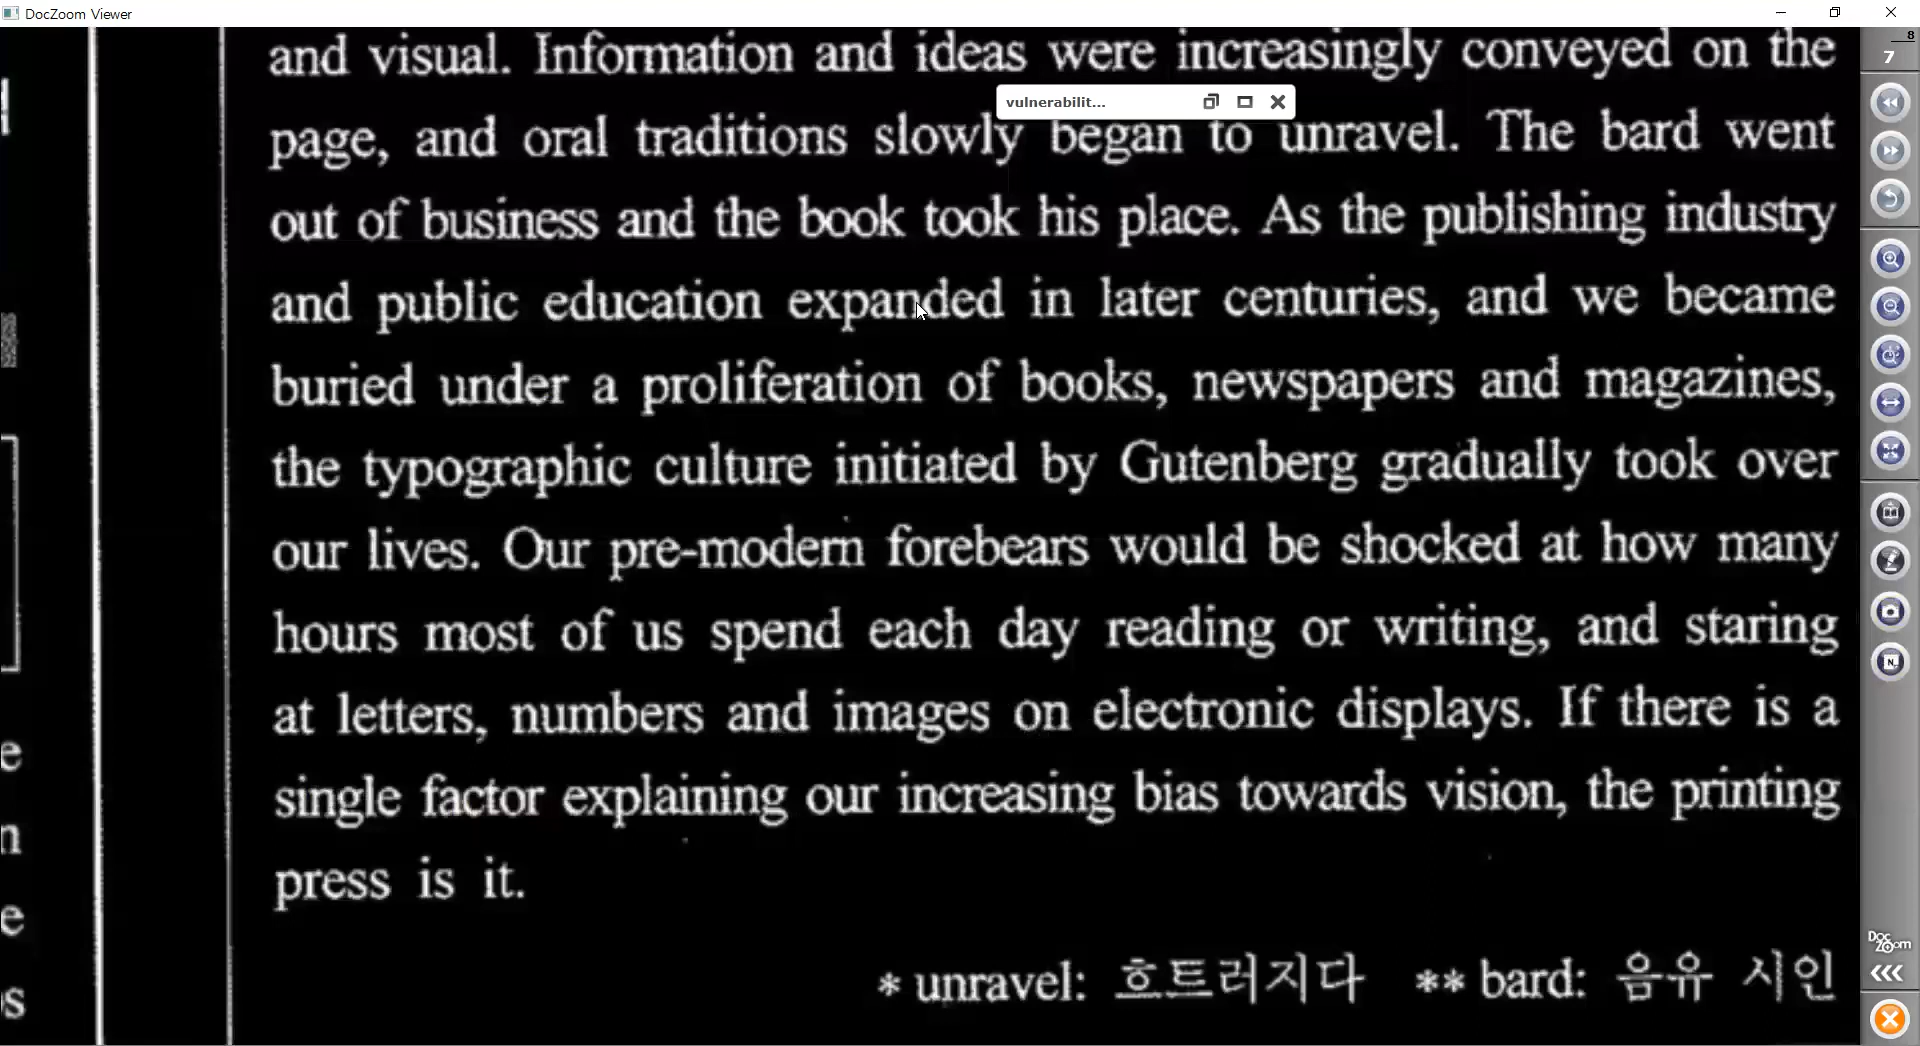 DocZoom Viewer
8
7
and visual. Information and ideas were increasingly conveyed on the
vulnerabilit...
page, and oral traditions slowly began to unravel. The bard went
out of business and the book took his place. As the publishing industry
and public education expanded in later centuries, and we became
buried under a proliferation of books, newspapers and magazines,
the typographic culture initiated by Gutenberg gradually took over
our lives. Our pre-modern forebears would be shocked at how many
hours most of us spend each day reading or writing, and staring
at letters, numbers and images on electronic displays. If there is a
single factor explaining our increasing bias towards vision, the printing
press is it.
* unravel: 흐트러지다 ** bard: 음유 시인
e
n
e
s
N
Doc
Zoom